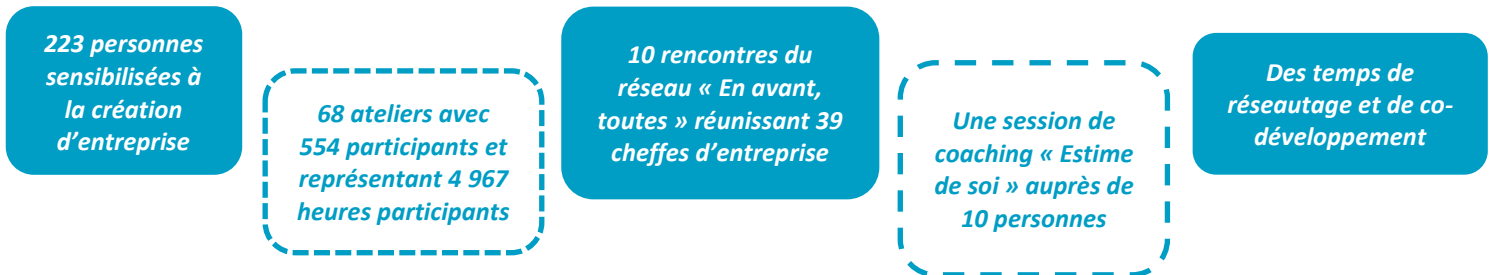 223 personnes
sensibilisées à
la création
d’entreprise
68 ateliers avec
554 participants et
représentant 4 967
heures participants
10 rencontres du
réseau « En avant,
toutes » réunissant 39
cheffes d’entreprise
Une session de
coaching « Estime
de soi » auprès de
10 personnes
Des temps de
réseautage et de co-
développement